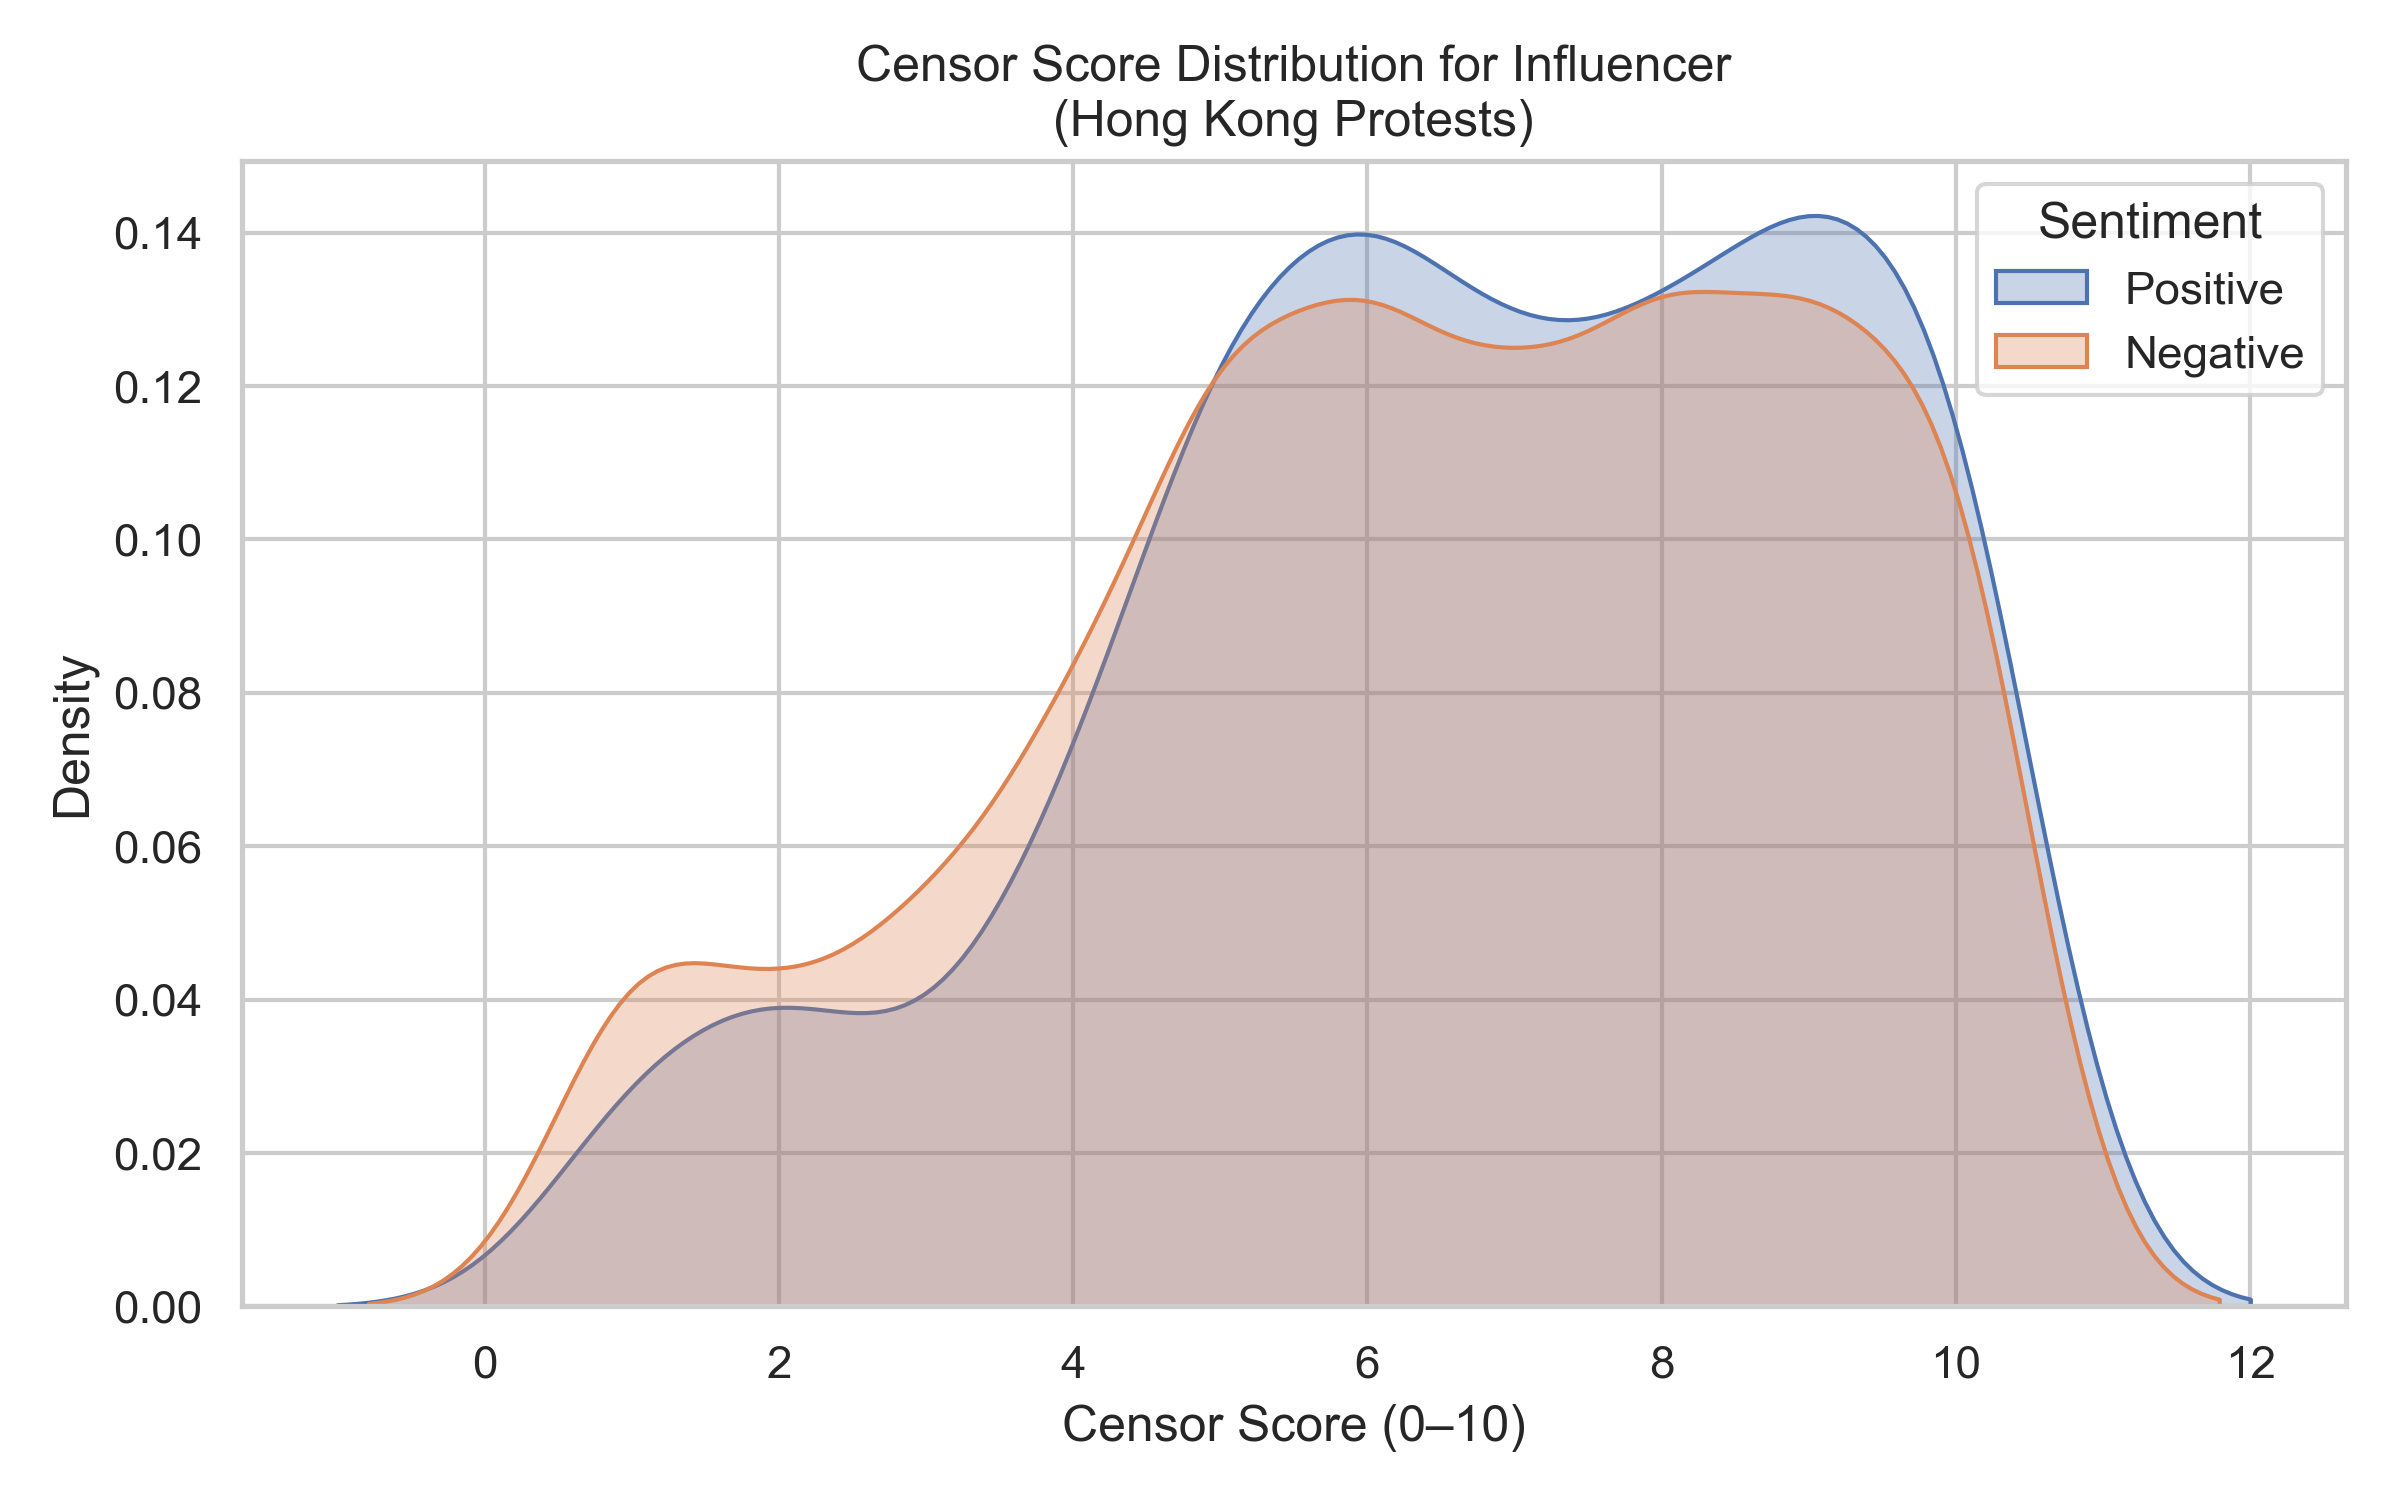 Censor Score Distribution for Influencer
(Hong Kong Protests)
Sentiment
Positive
Negative
Density
0.14
0.12
0.10
0.08
0.06
0.04
0.02
0.00
0 2 4 6 8 10 12
Censor Score (0–10)